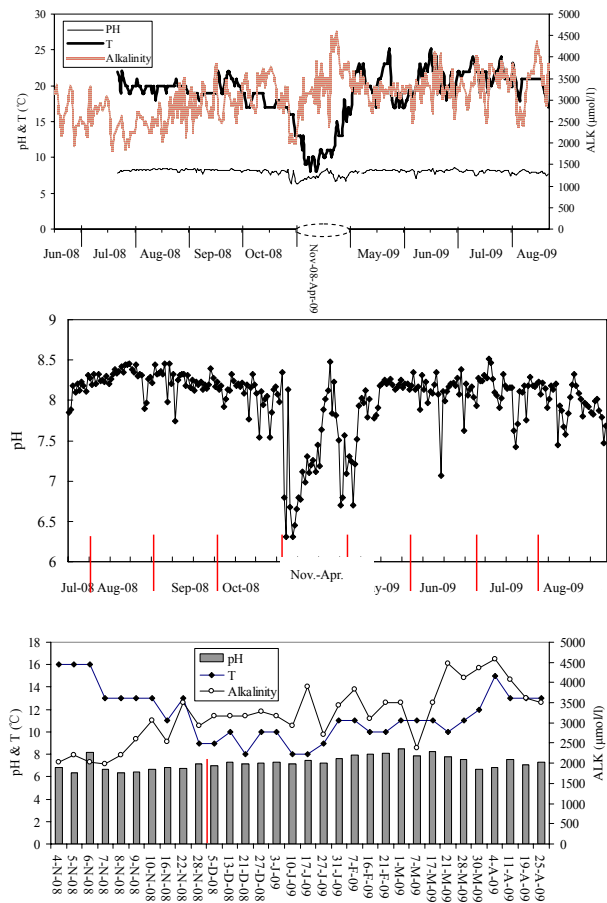 30
25
20
15
10
5
0
pH & T (℃)
PH
T
Alkalinity
5000
4500
4000
3500
3000
2500
2000
1500
1000
500
0
ALK (μmol/l)
Jun-08
Jul-08
Aug-08
Sep-08
Oct-08
Nov-08-Apr-09
May-09
Jun-09
Jul-09
Aug-09
9
8.5
8
7.5
7
6.5
6
pH
Jul-08
Aug-08
Sep-08
Oct-08
Nov.-Apr.
y-09
Jun-09
Jul-09
Aug-09
18
16
14
12
10
8
6
4
2
0
pH & T (℃)
pH
T
Alkalinity
5000
4500
4000
3500
3000
2500
2000
1500
1000
500
0
ALK (μmol/l)
4-N-08
5-N-08
6-N-08
7-N-08
8-N-08
9-N-08
10-N-08
16-N-08
22-N-08
28-N-08
5-D-08
13-D-08
21-D-08
27-D-08
3-J-09
10-J-09
17-J-09
27-J-09
31-J-09
7-F-09
16-F-09
21-F-09
1-M-09
7-M-09
17-M-09
21-M-09
28-M-09
30-M-09
4-A-09
11-A-09
19-A-09
25-A-09